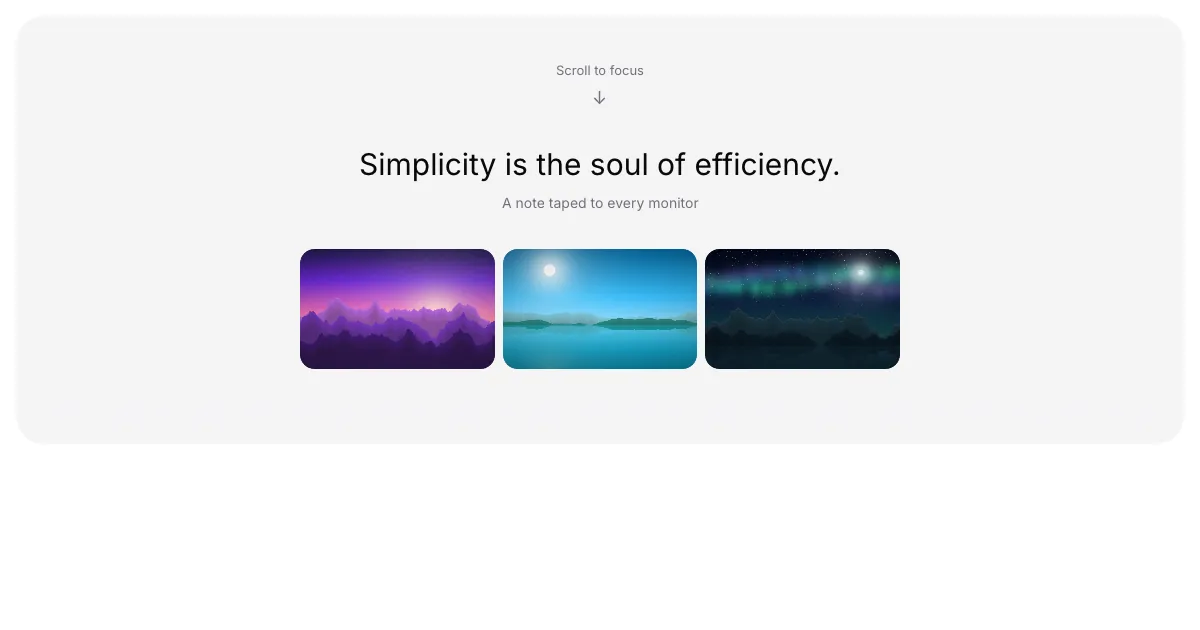 Scroll to focus
Simplicity is the soul of efficiency.
A note taped to every monitor